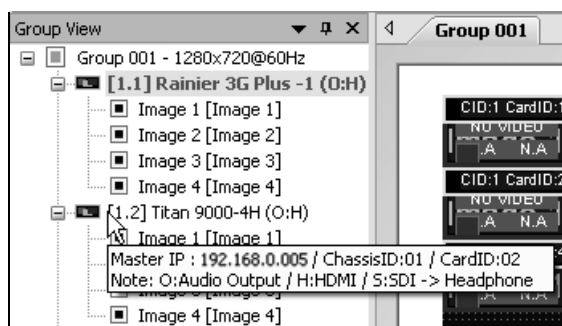 Group View
Group 001
Group 001 - 1280x720@60Hz
[1.1] Rainier 3G Plus -1 (O:H)
Image 1 [Image 1]
Image 2 [Image 2]
Image 3 [Image 3]
Image 4 [Image 4]
[1.2] Titan 9000-4H (O:H)
Image 1 [Image 1]
Master IP : 192.168.0.005 / ChassisID:01 / CardID:02
Note: O:Audio Output / H:HDMI / S:SDI -> Headphone
Image 4 [Image 4]
CID:1 CardID:1
NO VIDEO
.A N.A
CID:1 CardID:2
NO VIDEO
.A N.A
.A N.A